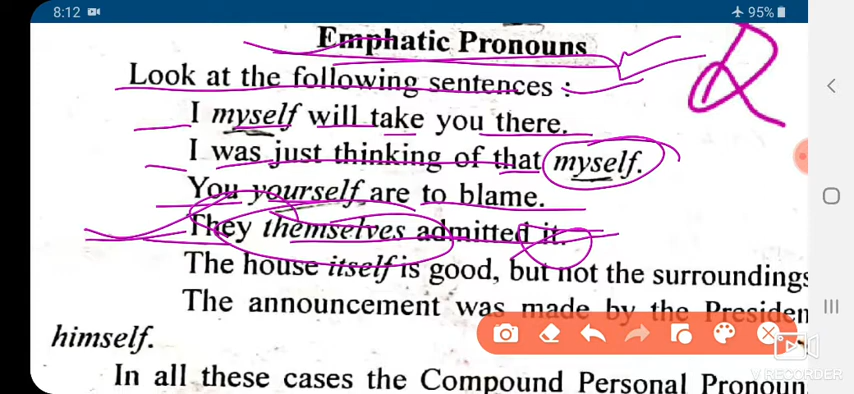 8:12 95%
Emphatic Pronouns
Look at the following sentences :
I myself will take you there.
I was just thinking of that myself.
You yourself are to blame.
They themselves admitted it.
The house itself is good, but not the surroundings
The announcement was made by the Presiden
himself.
In all these cases the Compound Personal Pronoun
V RECORDER